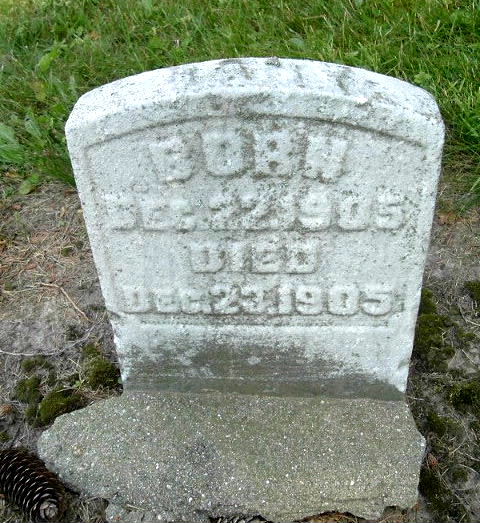 BORN
DEC. 22, 1905
DIED
DEC. 23, 1905